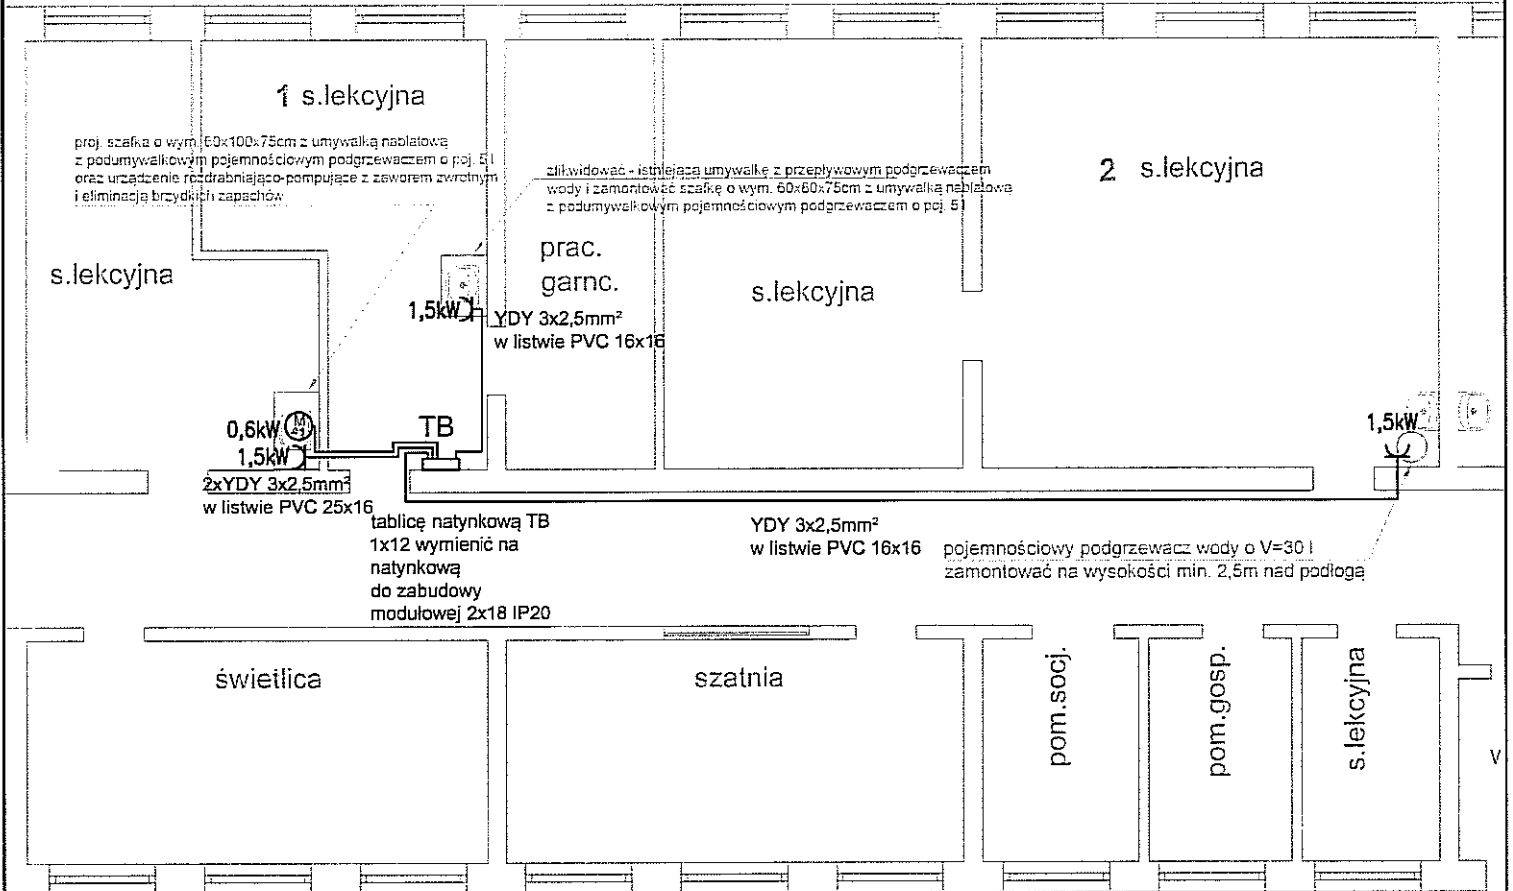 1 s.lekcyjna
proj. szafka o wym. 60x100x75cm z umywalką nablatową
z podumywalkowym pojemnościowym podgrzewaczem o poj. 5 l
oraz urządzenie rozdrabniająco-pompujące z zaworem zwrotnym
i eliminacją brzydkich zapachów
zlikwidować - istniejąca umywalkę z przepływowym podgrzewaczem
wody i zamontować szafkę o wym. 60x60x75cm z umywalką nablatową
z podumywalkowym pojemnościowym podgrzewaczem o poj. 5 l
2 s.lekcyjna
s.lekcyjna
prac.
garnc.
s.lekcyjna
1,5kW
YDY 3x2,5mm²
w listwie PVC 16x16
0,6kW
M
1,5kW
TB
1,5kW
2xYDY 3x2,5mm²
w listwie PVC 25x16
tablicę natynkową TB
1x12 wymienić na
natynkową
do zabudowy
modułowej 2x18 IP20
YDY 3x2,5mm²
w listwie PVC 16x16
pojemnościowy podgrzewacz wody o V=30 l
zamontować na wysokości min. 2,5m nad podłogą
świetlica
szatnia
pom.socj.
pom.gosp.
s.lekcyjna
V